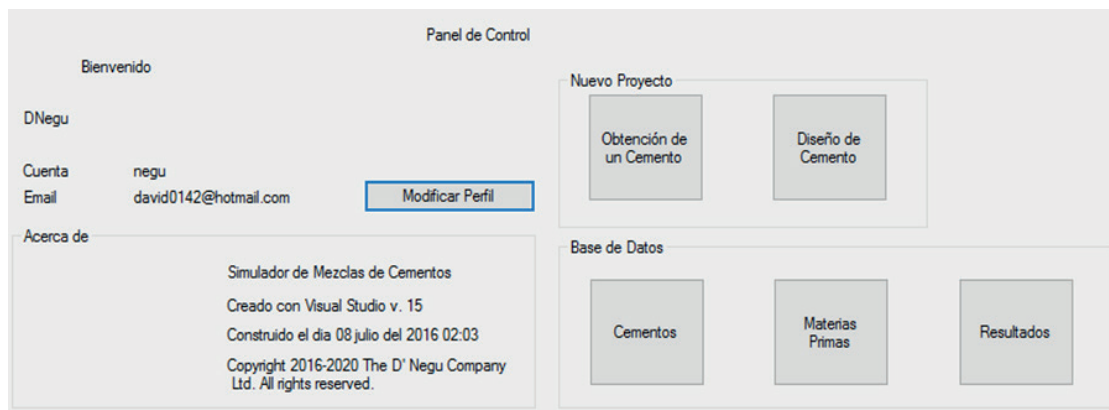 Panel de Control
Bienvenido
DNegu
Cuenta negu
Email david0142@hotmail.com
Modificar Perfil
Acerca de
Simulador de Mezclas de Cementos
Creado con Visual Studio v. 15
Construido el dia 08 julio del 2016 02:03
Copyright 2016-2020 The D' Negu Company
Ltd. All rights reserved.
Nuevo Proyecto
Obtención de
un Cemento
Diseño de
Cemento
Base de Datos
Cementos
Materias
Primas
Resultados